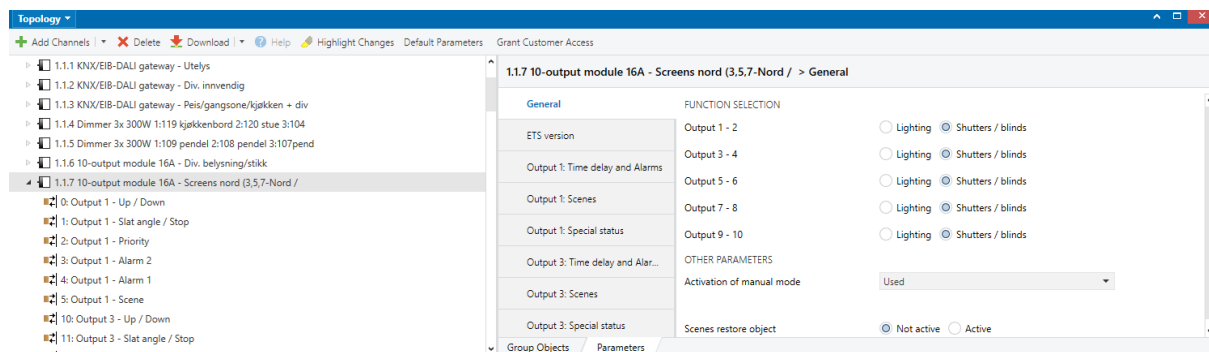 Topology
Add Channels Delete Download Help Highlight Changes Default Parameters Grant Customer Access
1.1.1 KNX/EIB-DALI gateway - Utelys
1.1.2 KNX/EIB-DALI gateway - Div. innvendig
1.1.3 KNX/EIB-DALI gateway - Peis/gangsone/kjøkken + div
1.1.4 Dimmer 3x 300W 1:119 kjøkkenbord 2:120 stue 3:104
1.1.5 Dimmer 3x 300W 1:109 pendel 2:108 pendel 3:107pend
1.1.6 10-output module 16A - Div. belysning/stikk
1.1.7 10-output module 16A - Screens nord (3,5,7-Nord /
0: Output 1 - Up / Down
1: Output 1 - Slat angle / Stop
2: Output 1 - Priority
3: Output 1 - Alarm 2
4: Output 1 - Alarm 1
5: Output 1 - Scene
10: Output 3 - Up / Down
11: Output 3 - Slat angle / Stop
1.1.7 10-output module 16A - Screens nord (3,5,7-Nord / > General
General
ETS version
Output 1: Time delay and Alarms
Output 1: Scenes
Output 1: Special status
Output 3: Time delay and Alar...
Output 3: Scenes
Output 3: Special status
FUNCTION SELECTION
Output 1 - 2 Lighting Shutters / blinds
Output 3 - 4 Lighting Shutters / blinds
Output 5 - 6 Lighting Shutters / blinds
Output 7 - 8 Lighting Shutters / blinds
Output 9 - 10 Lighting Shutters / blinds
OTHER PARAMETERS
Activation of manual mode Used
Scenes restore object Not active Active
Group Objects Parameters